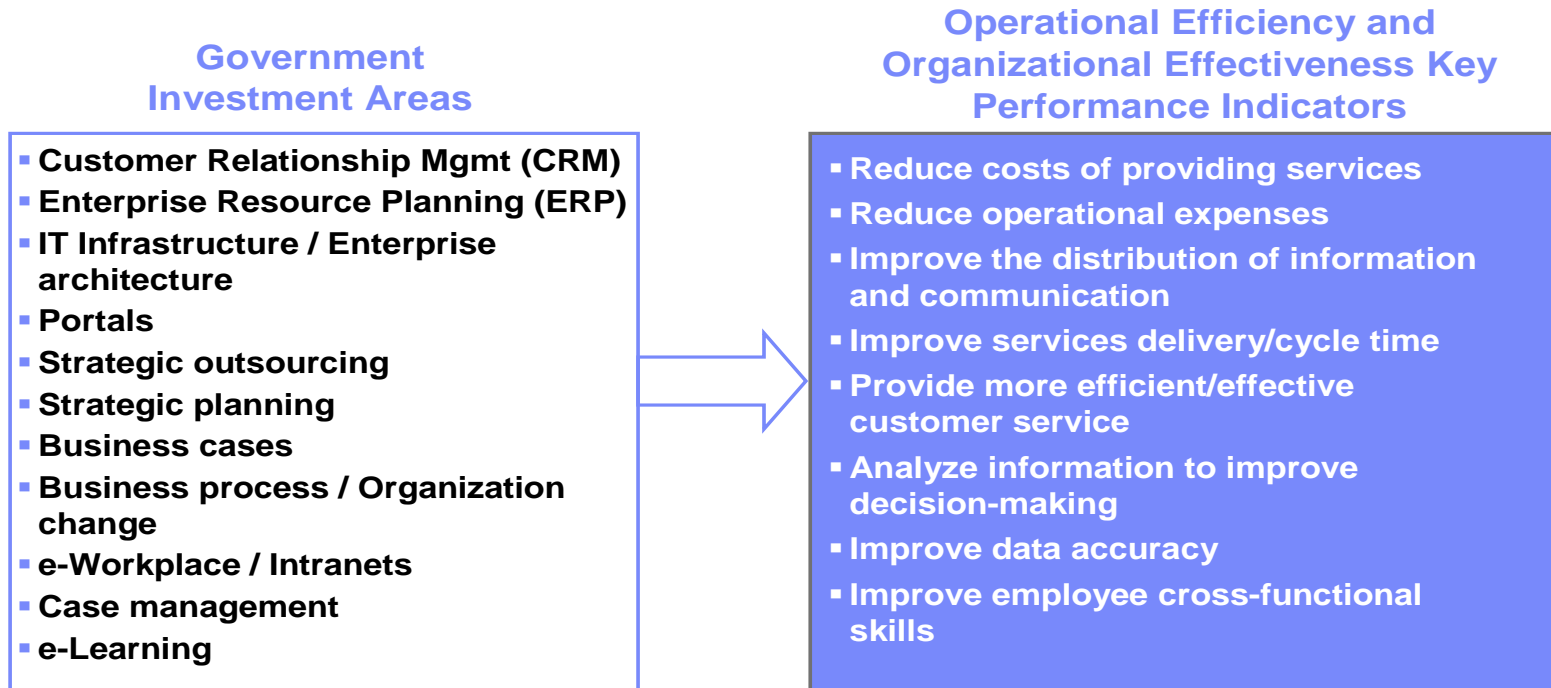 Government
Investment Areas
▪ Customer Relationship Mgmt (CRM)
▪ Enterprise Resource Planning (ERP)
▪ IT Infrastructure / Enterprise
architecture
▪ Portals
▪ Strategic outsourcing
▪ Strategic planning
▪ Business cases
▪ Business process / Organization
change
▪ e-Workplace / Intranets
▪ Case management
▪ e-Learning
Operational Efficiency and
Organizational Effectiveness Key
Performance Indicators
▪ Reduce costs of providing services
▪ Reduce operational expenses
▪ Improve the distribution of information
and communication
▪ Improve services delivery/cycle time
▪ Provide more efficient/effective
customer service
▪ Analyze information to improve
decision-making
▪ Improve data accuracy
▪ Improve employee cross-functional
skills